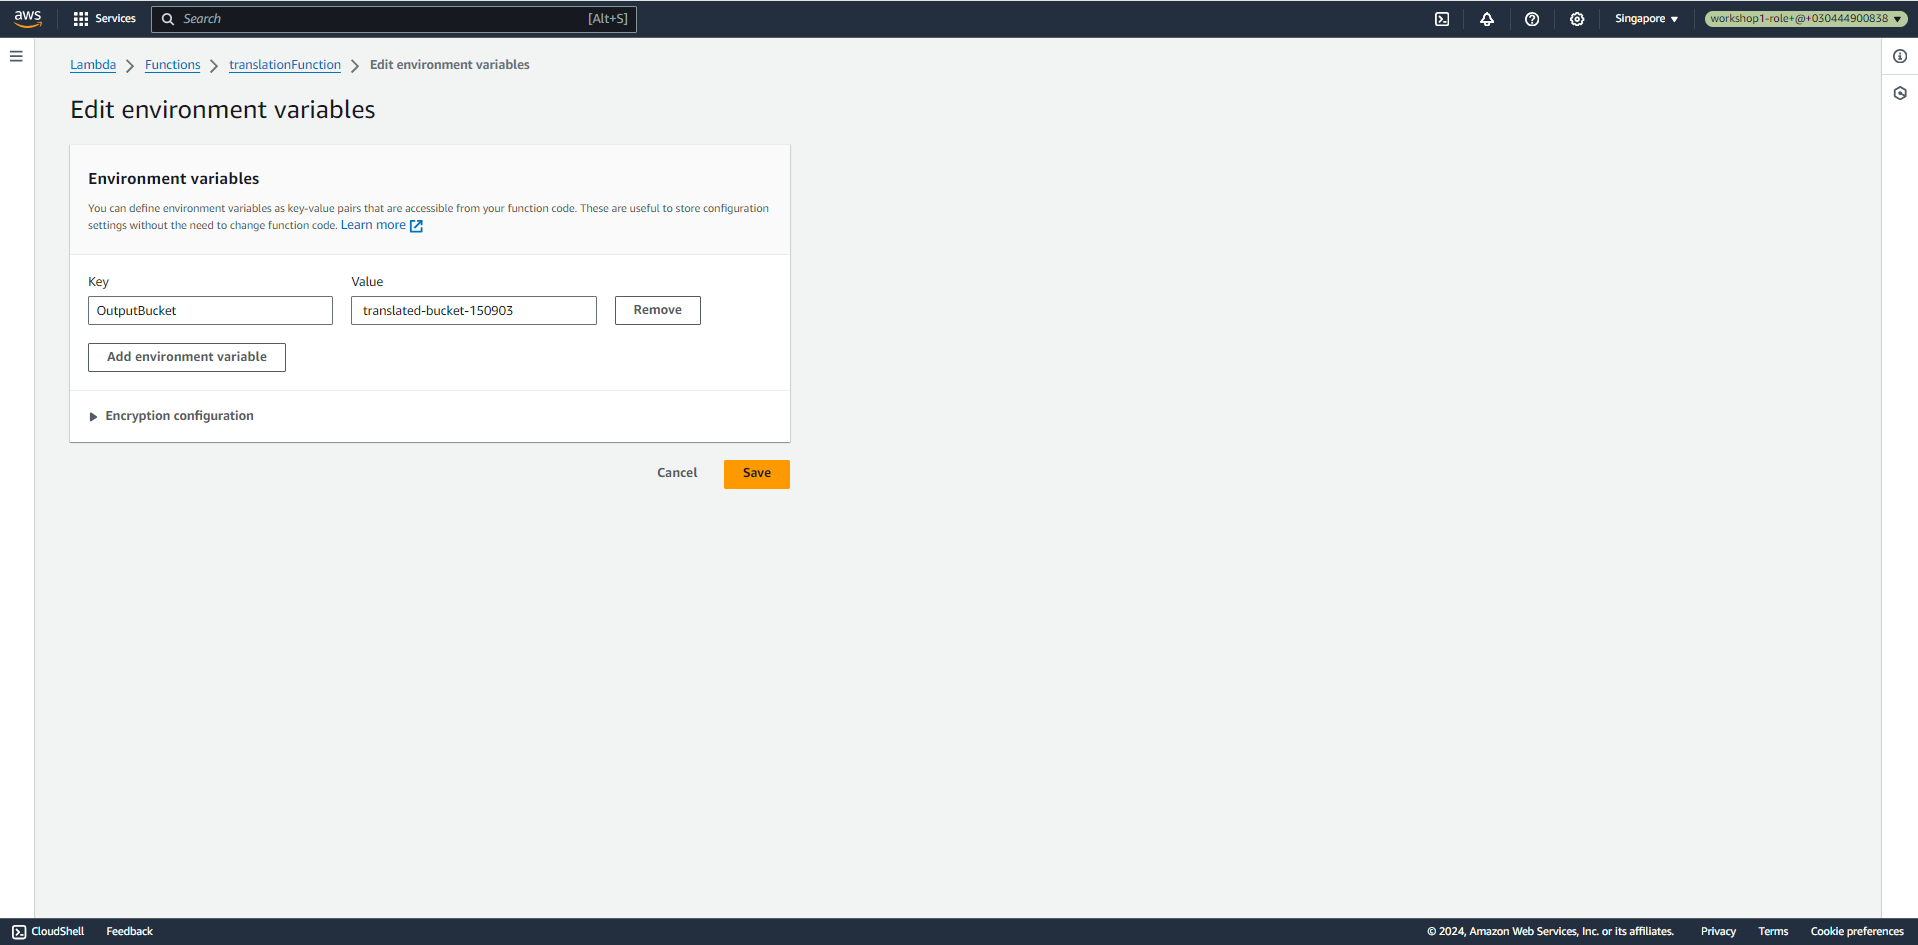 aws Services Search [Alt+S] Singapore workshop1-role+@+030444900838
Lambda Functions translationFunction Edit environment variables
Edit environment variables
Environment variables
You can define environment variables as key-value pairs that are accessible from your function code. These are useful to store configuration
settings without the need to change function code. Learn more
Key Value
OutputBucket translated-bucket-150903 Remove
Add environment variable
Encryption configuration
Cancel Save
CloudShell Feedback © 2024, Amazon Web Services, Inc. or its affiliates. Privacy Terms Cookie preferences